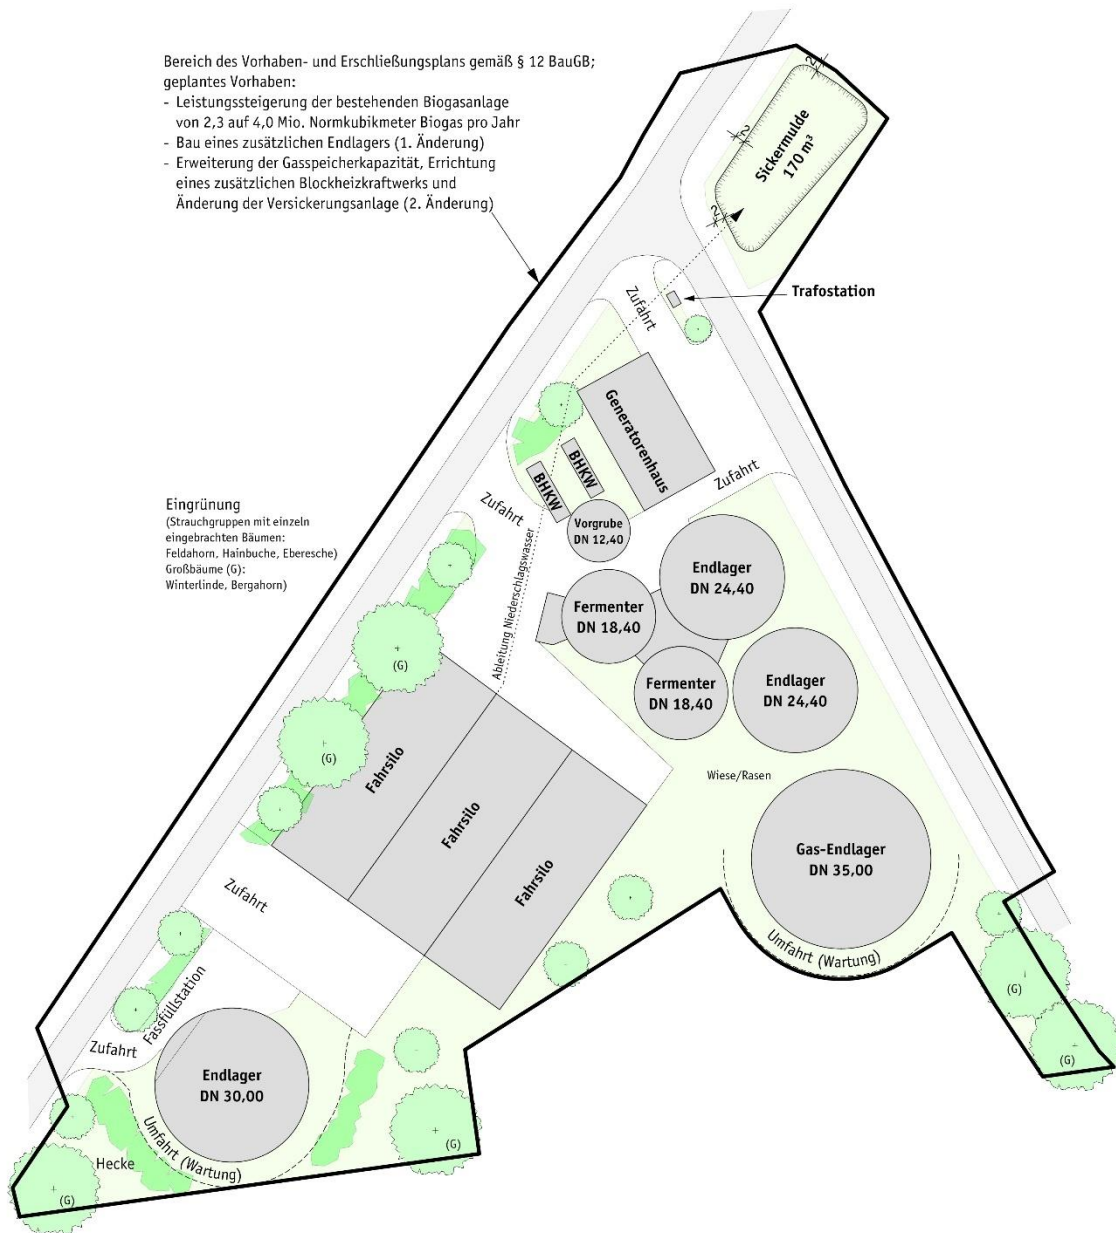 Bereich des Vorhaben- und Erschließungsplans gemäß § 12 BauGB;
geplantes Vorhaben:
- Leistungssteigerung der bestehenden Biogasanlage
von 2,3 auf 4,0 Mio. Normkubikmeter Biogas pro Jahr
- Bau eines zusätzlichen Endlagers (1. Änderung)
- Erweiterung der Gasspeicherkapazität, Errichtung
eines zusätzlichen Blockheizkraftwerks und
Änderung der Versickerungsanlage (2. Änderung)
2
2
2
Sickermulde
170 m³
Trafostation
Zufahrt
Generatorenhaus
BHKW
BHKW
Zufahrt
Zufahrt
Vorgrube
DN 12,40
Eingrünung
(Strauchgruppen mit einzeln
eingebrachten Bäumen:
Feldahorn, Hainbuche, Eberesche)
Großbäume (G):
Winterlinde, Bergahorn)
Endlager
DN 24,40
Fermenter
DN 18,40
Ableitung Niederschlagswasser
Fermenter
DN 18,40
Endlager
DN 24,40
(G)
(G)
Fahrsilo
Fahrsilo
Fahrsilo
Wiese/Rasen
Gas-Endlager
DN 35,00
Umfahrt (Wartung)
Zufahrt
Fassfüllstation
Zufahrt
Endlager
DN 30,00
Umfahrt (Wartung)
Hecke
(G)
(G)
(G)
(G)